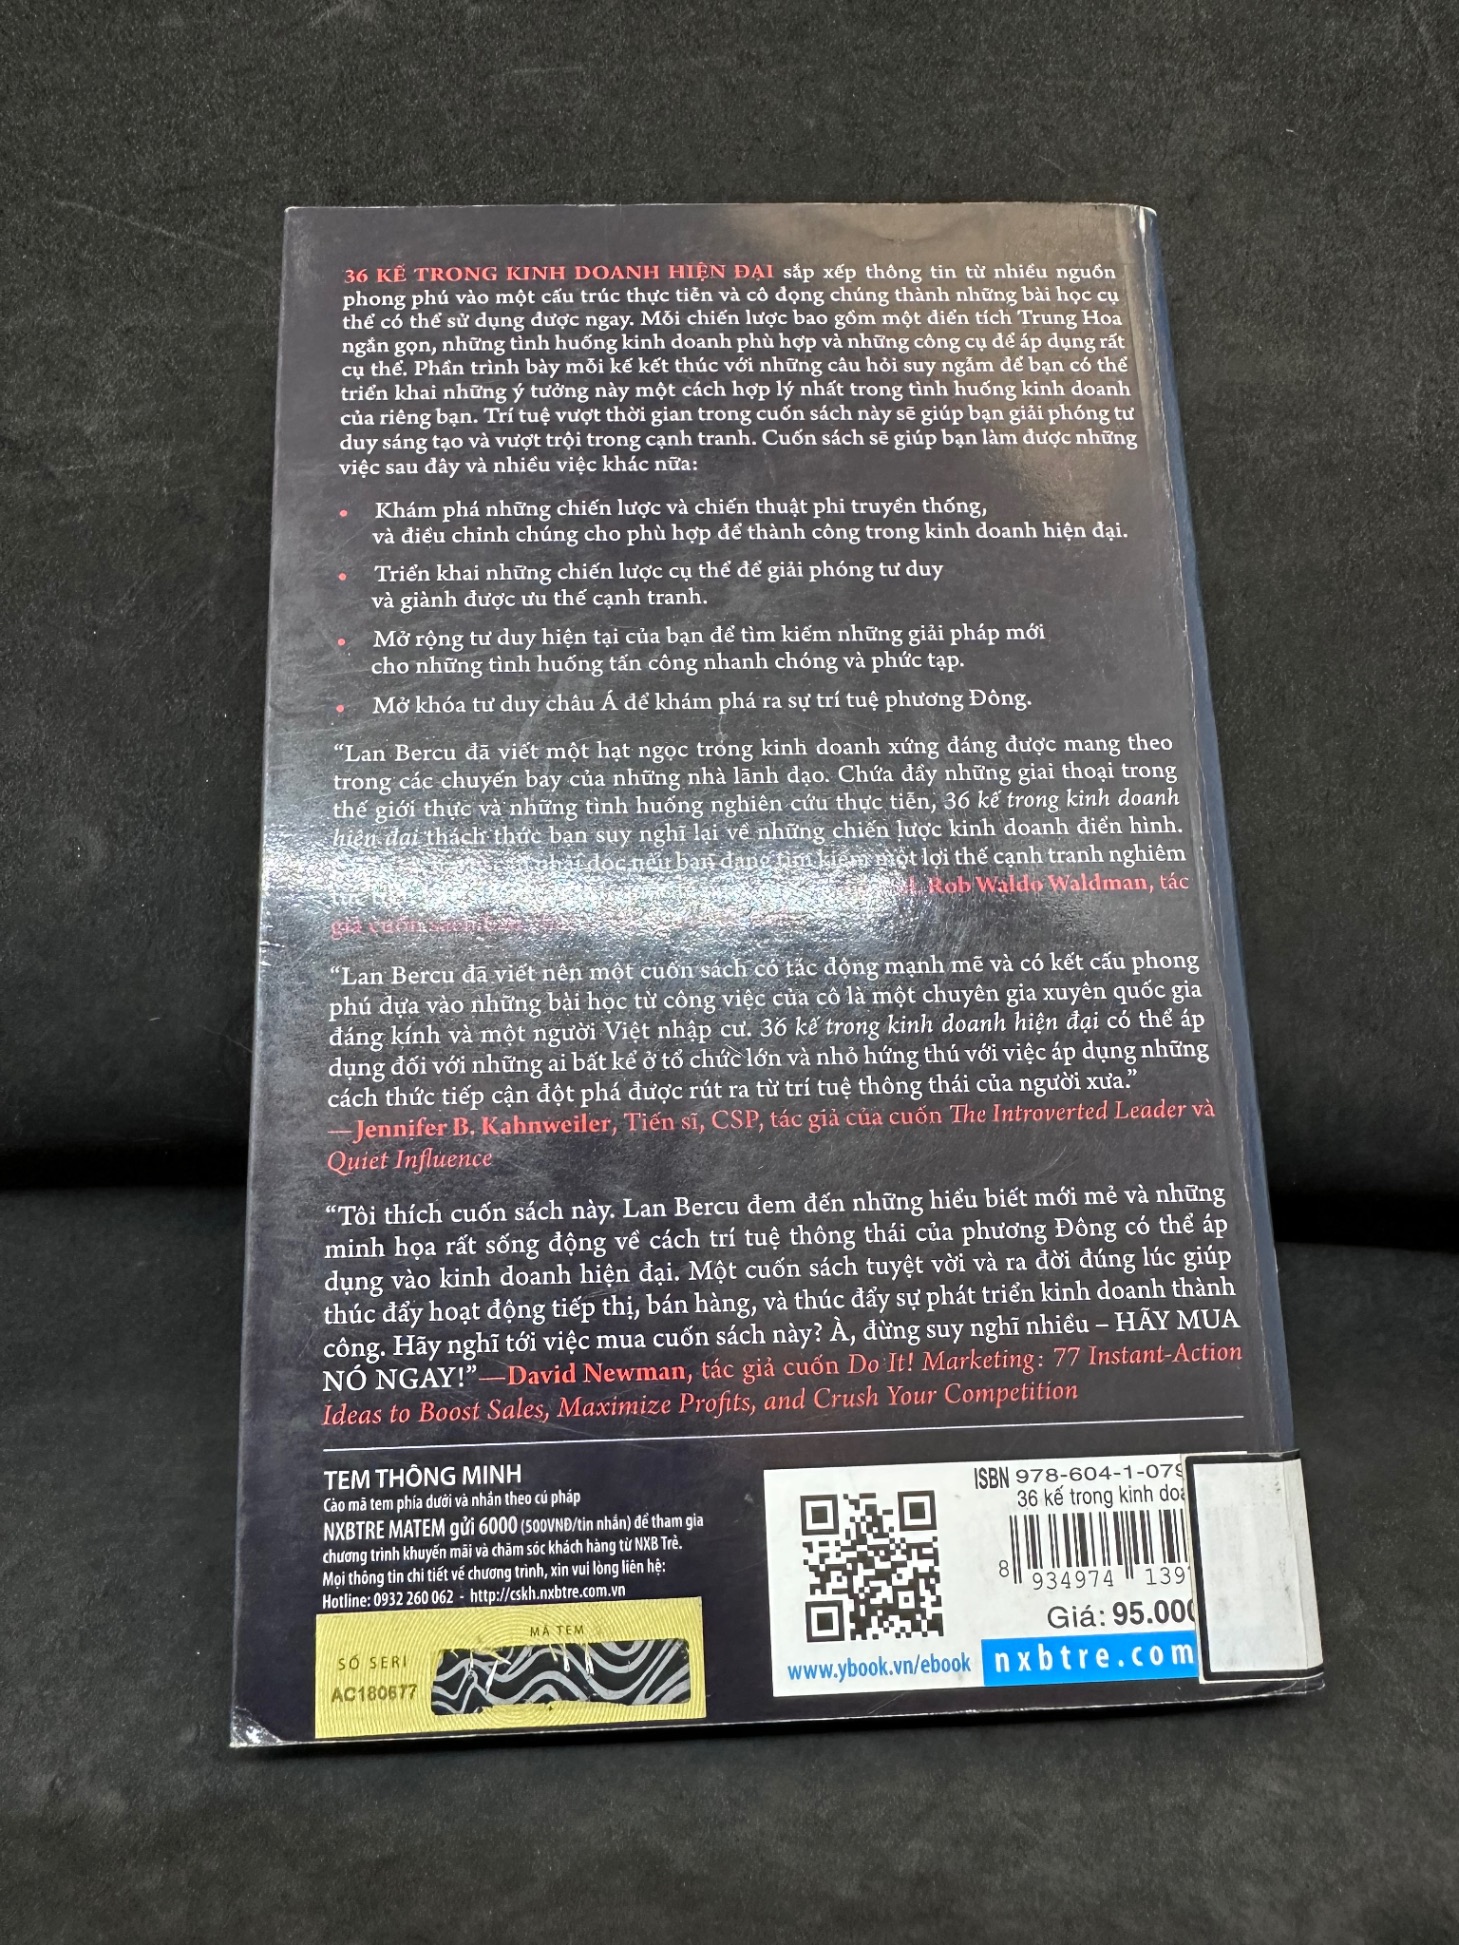 36 KẾ TRONG KINH DOANH HIỆN ĐẠI sắp xếp thông tin từ nhiều nguồn
phong phú vào một cấu trúc thực tiễn và cô đọng chúng thành những bài học cụ
thể có thể sử dụng được ngay. Mỗi chiến lược bao gồm một điển tích Trung Hoa
ngắn gọn, những tình huống kinh doanh phù hợp và những công cụ để áp dụng rất
cụ thể. Phần trình bày mỗi kế kết thúc với những câu hỏi suy ngẫm để bạn có thể
triển khai những ý tưởng này một cách hợp lý nhất trong tình huống kinh doanh
của riêng bạn. Trí tuệ vượt thời gian trong cuốn sách này sẽ giúp bạn giải phóng tư
duy sáng tạo và vượt trội trong cạnh tranh. Cuốn sách sẽ giúp bạn làm được những
việc sau đây và nhiều việc khác nữa:
• Khám phá những chiến lược và chiến thuật phi truyền thống,
và điều chỉnh chúng cho phù hợp để thành công trong kinh doanh hiện đại.
• Triển khai những chiến lược cụ thể để giải phóng tư duy
và giành được ưu thế cạnh tranh.
• Mở rộng tư duy hiện tại của bạn để tìm kiếm những giải pháp mới
cho những tình huống tấn công nhanh chóng và phức tạp.
• Mở khóa tư duy châu Á để khám phá ra sự trí tuệ phương Đông.
“Lan Bercu đã viết một hạt ngọc trong kinh doanh xứng đáng được mang theo
trong các chuyến bay của những nhà lãnh đạo. Chứa đầy những giai thoại trong
thế giới thực và những tình huống nghiên cứu thực tiễn, 36 kế trong kinh doanh
hiện đại thách thức bạn suy nghĩ lại về những chiến lược kinh doanh điển hình.
phải đọc nếu bạn đang tìm kiếm một lợi thế cạnh tranh nghiêm
Rob Waldo Waldman, tác
giả cuốn
“Lan Bercu đã viết nên một cuốn sách có tác động mạnh mẽ và có kết cấu phong
phú dựa vào những bài học từ công việc của cô là một chuyên gia xuyên quốc gia
đáng kính và một người Việt nhập cư. 36 kế trong kinh doanh hiện đại có thể áp
dụng đối với những ai bất kể ở tổ chức lớn và nhỏ hứng thú với việc áp dụng những
cách thức tiếp cận đột phá được rút ra từ trí tuệ thông thái của người xưa.”
—Jennifer B. Kahnweiler, Tiến sĩ, CSP, tác giả của cuốn The Introverted Leader và
Quiet Influence
“Tôi thích cuốn sách này. Lan Bercu đem đến những hiểu biết mới mẻ và những
minh họa rất sống động về cách trí tuệ thông thái của phương Đông có thể áp
dụng vào kinh doanh hiện đại. Một cuốn sách tuyệt vời và ra đời đúng lúc giúp
thúc đẩy hoạt động tiếp thị, bán hàng, và thúc đẩy sự phát triển kinh doanh thành
công. Hãy nghĩ tới việc mua cuốn sách này? À, đừng suy nghĩ nhiều – HÃY MUA
NÓ NGAY!”—David Newman, tác giả cuốn Do It! Marketing: 77 Instant-Action
Ideas to Boost Sales, Maximize Profits, and Crush Your Competition
TEM THÔNG MINH
Cào mã tem phía dưới và nhắn theo cú pháp
NXBTRE MATEM gửi 6000 (500VNĐ/tin nhắn) để tham gia
chương trình khuyến mãi và chăm sóc khách hàng từ NXB Trẻ.
Mọi thông tin chi tiết về chương trình, xin vui lòng liên hệ:
Hotline: 0932 260 062 - http://cskh.nxbtre.com.vn
MÃ TEM
SỐ SERI
AC180677
ISBN 978-604-1-079
36 kế trong kinh doa
8 934974 139
Giá: 95.000
www.ybook.vn/ebook
nxbtre.com